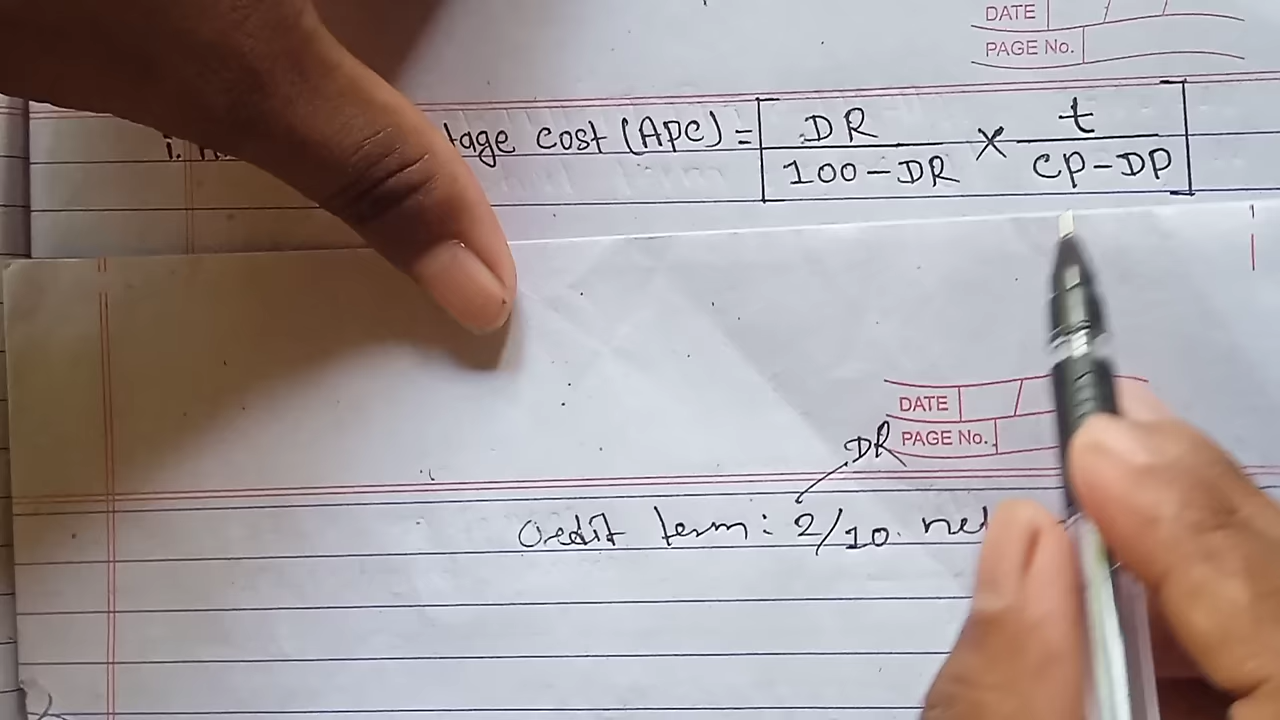 DATE
PAGE No.
i. tage cost (APC) = DR / 100 - DR × t / CP - DP
DATE
DR PAGE No.
Credit term: 2/10. net